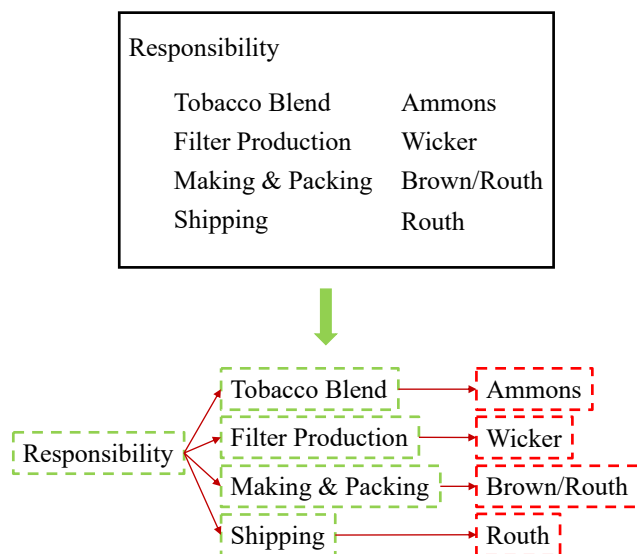 Responsibility
Tobacco Blend Ammons
Filter Production Wicker
Making & Packing Brown/Routh
Shipping Routh
Tobacco Blend Ammons
Filter Production Wicker
Responsibility
Making & Packing Brown/Routh
Shipping Routh